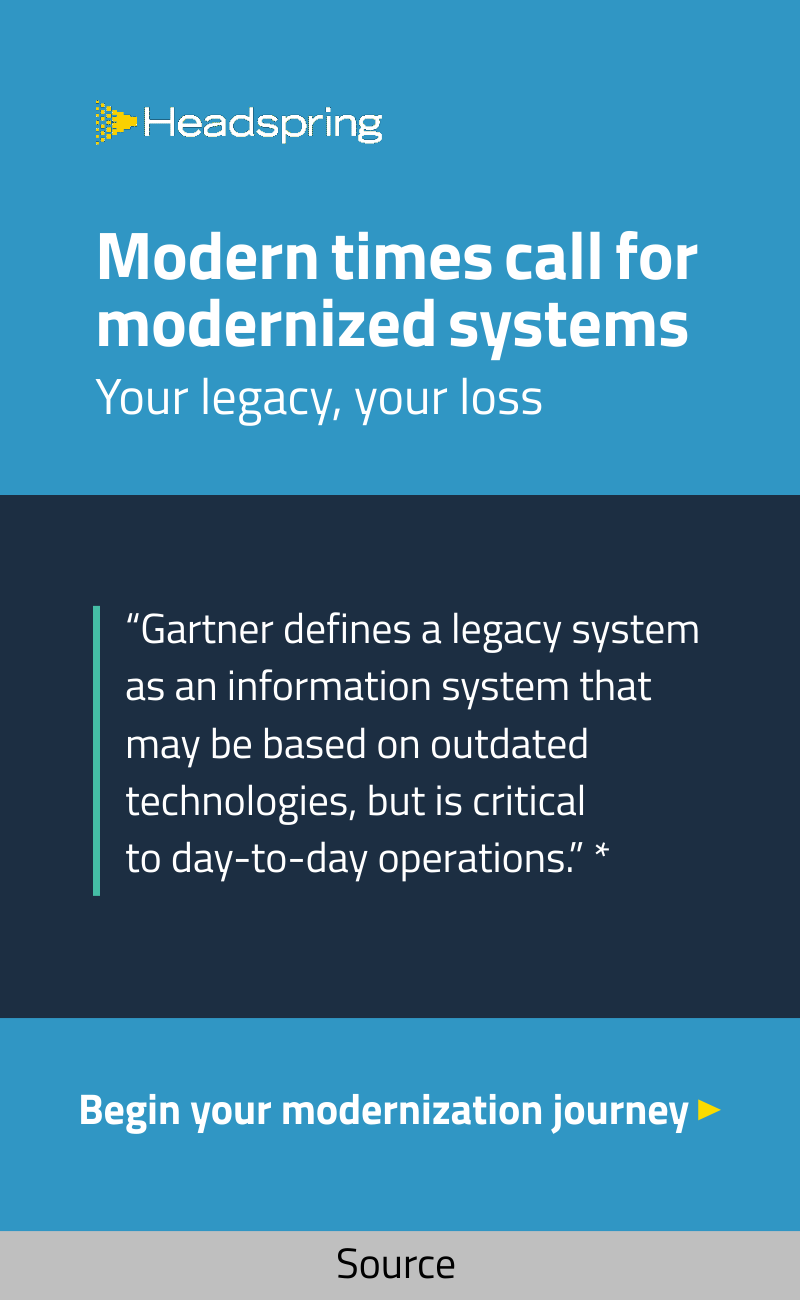 Headspring
Modern times call for
modernized systems
Your legacy, your loss
“Gartner defines a legacy system
as an information system that
may be based on outdated
technologies, but is critical
to day-to-day operations.” *
Begin your modernization journey
Source